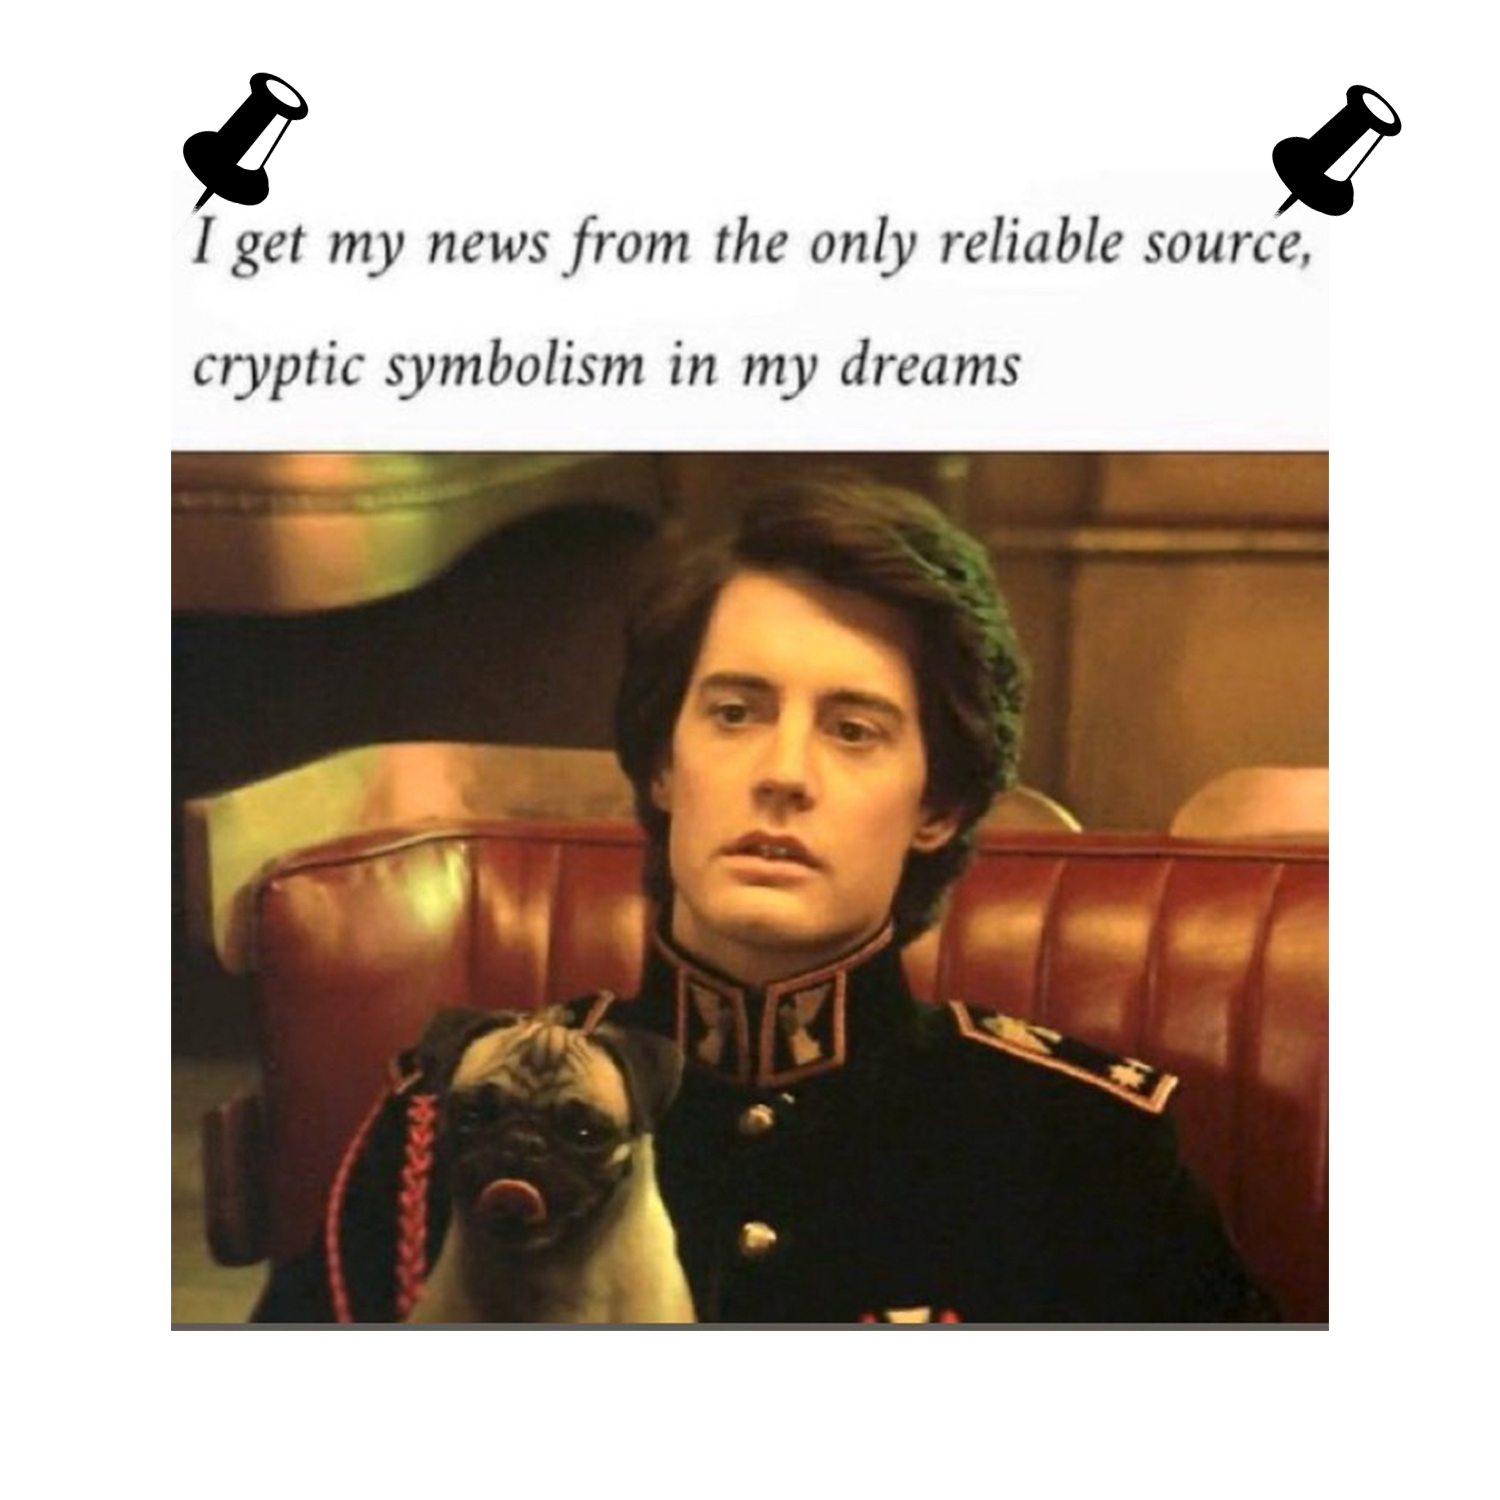 I get my news from the only reliable source,
cryptic symbolism in my dreams